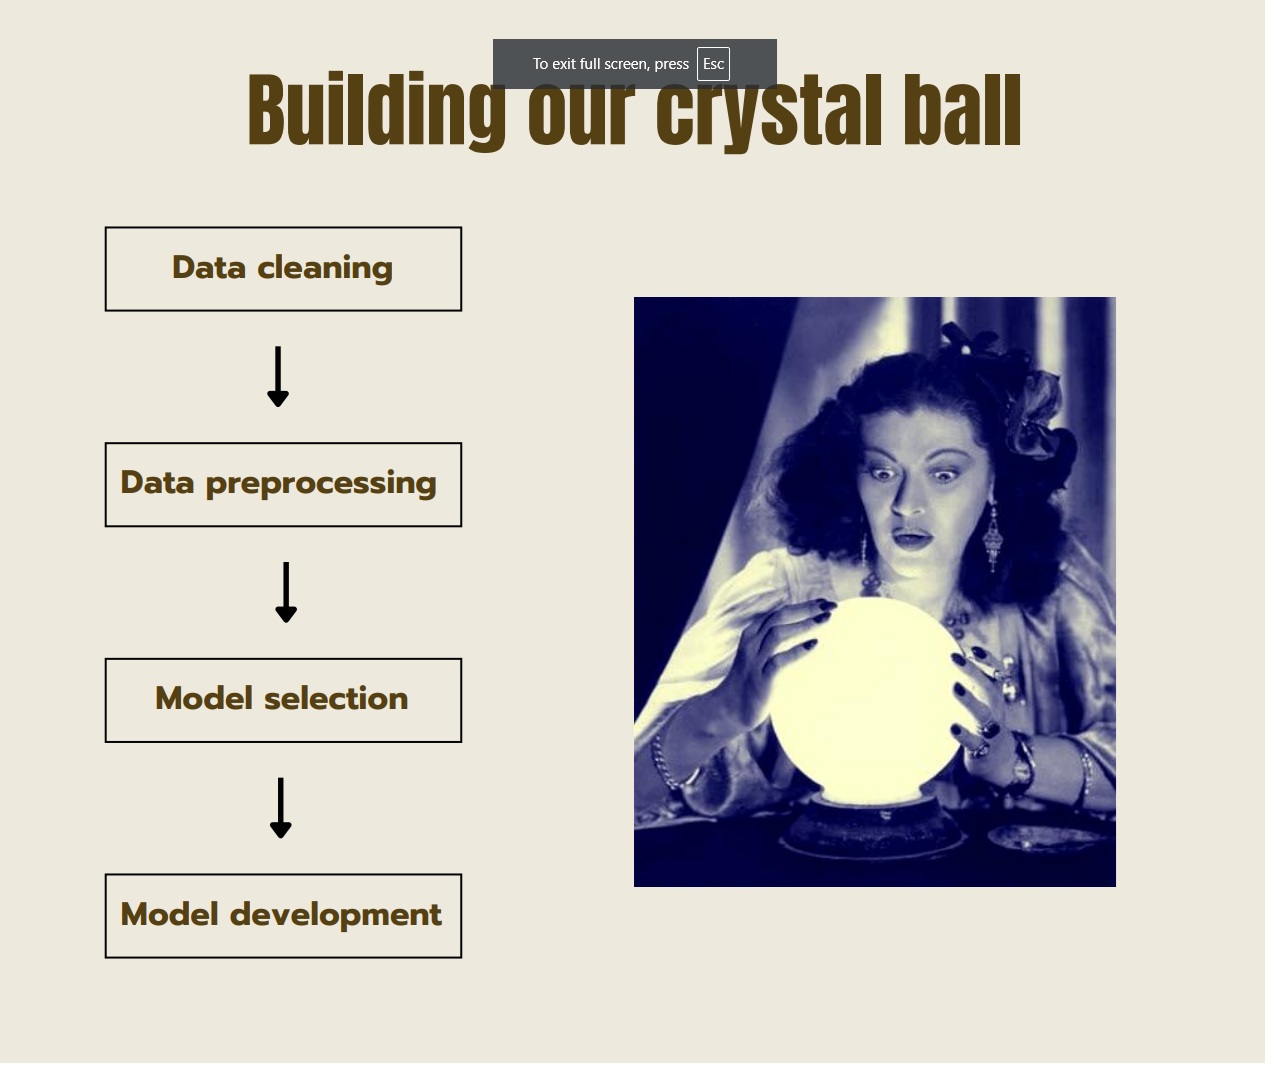 To exit full screen, press Esc
Building our crystal ball
Data cleaning
Data preprocessing
Model selection
Model development